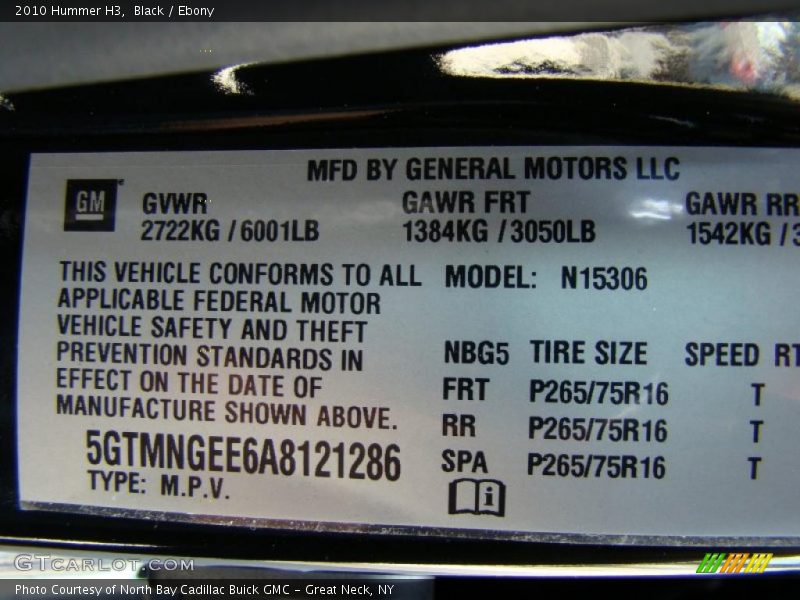 2010 Hummer H3, Black / Ebony
MFD BY GENERAL MOTORS LLC
GM GVWR GAWR FRT GAWR RR
2722KG / 6001LB 1384KG / 3050LB 1542KG / 3
THIS VEHICLE CONFORMS TO ALL
APPLICABLE FEDERAL MOTOR
VEHICLE SAFETY AND THEFT
PREVENTION STANDARDS IN
EFFECT ON THE DATE OF
MANUFACTURE SHOWN ABOVE.
5GTMNGEE6A8121286
TYPE: M.P.V.
MODEL: N15306
NBG5 TIRE SIZE SPEED RT
FRT P265/75R16 T
RR P265/75R16 T
SPA P265/75R16 T
i
GTCARLOT.COM
Photo Courtesy of North Bay Cadillac Buick GMC - Great Neck, NY